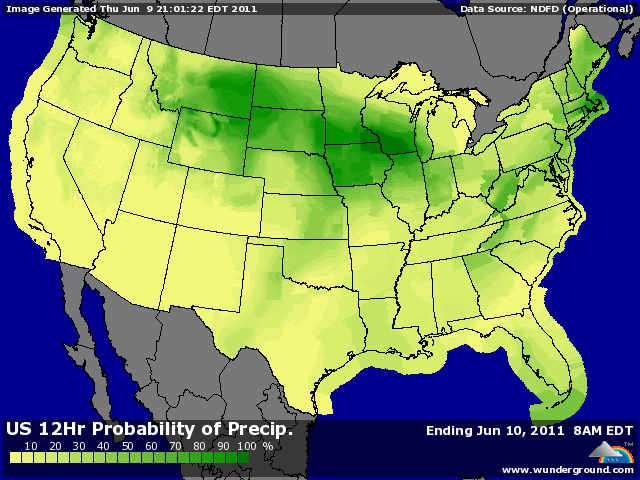 Image Generated Thu Jun  9 21:01:22 EDT 2011
Data Source: NDFD (Operational)
US 12Hr Probability of Precip.
Ending Jun 10, 2011  8AM EDT
10 20 30 40 50 60 70 80 90 100 %
TM
www.wunderground.com